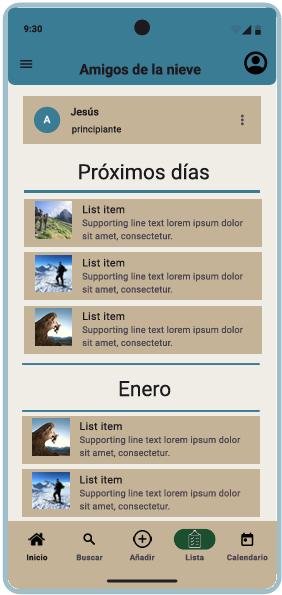 9:30
Amigos de la nieve
A
Jesús
principiante
Próximos días
List item
Supporting line text lorem ipsum dolor
sit amet, consectetur.
List item
Supporting line text lorem ipsum dolor
sit amet, consectetur.
List item
Supporting line text lorem ipsum dolor
sit amet, consectetur.
Enero
List item
Supporting line text lorem ipsum dolor
sit amet, consectetur.
List item
Supporting line text lorem ipsum dolor
sit amet, consectetur.
Inicio Buscar Añadir Lista Calendario